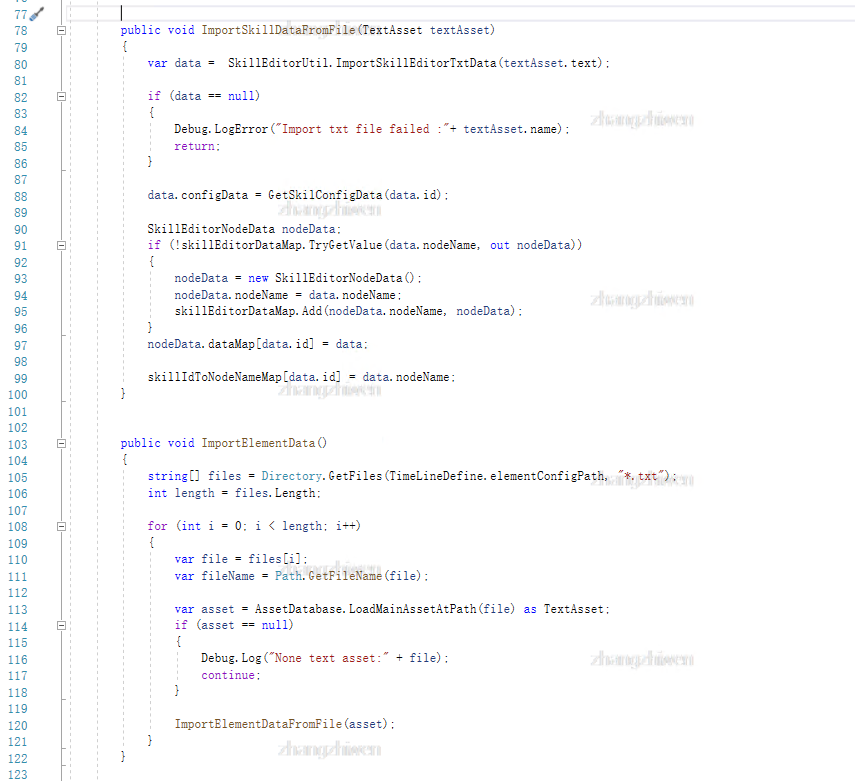 77
78 public void ImportSkillDataFromFile(TextAsset textAsset)
79 {
80 var data =  SkillEditorUtil.ImportSkillEditorTxtData(textAsset.text);
81
82 if (data == null)
83 {
84 Debug.LogError("Import txt file failed :"+ textAsset.name);
85 return;
86 }
87
88 data.configData = GetSkilConfigData(data.id);
89
90 SkillEditorNodeData nodeData;
91 if (!skillEditorDataMap.TryGetValue(data.nodeName, out nodeData))
92 {
93 nodeData = new SkillEditorNodeData();
94 nodeData.nodeName = data.nodeName;
95 skillEditorDataMap.Add(nodeData.nodeName, nodeData);
96 }
97 nodeData.dataMap[data.id] = data;
98
99 skillIdToNodeNameMap[data.id] = data.nodeName;
100 }
101
102
103 public void ImportElementData()
104 {
105 string[] files = Directory.GetFiles(TimeLineDefine.elementConfigPath, "*.txt");
106 int length = files.Length;
107
108 for (int i = 0; i < length; i++)
109 {
110 var file = files[i];
111 var fileName = Path.GetFileName(file);
112
113 var asset = AssetDatabase.LoadMainAssetAtPath(file) as TextAsset;
114 if (asset == null)
115 {
116 Debug.Log("None text asset:" + file);
117 continue;
118 }
119
120 ImportElementDataFromFile(asset);
121 }
122 }
123